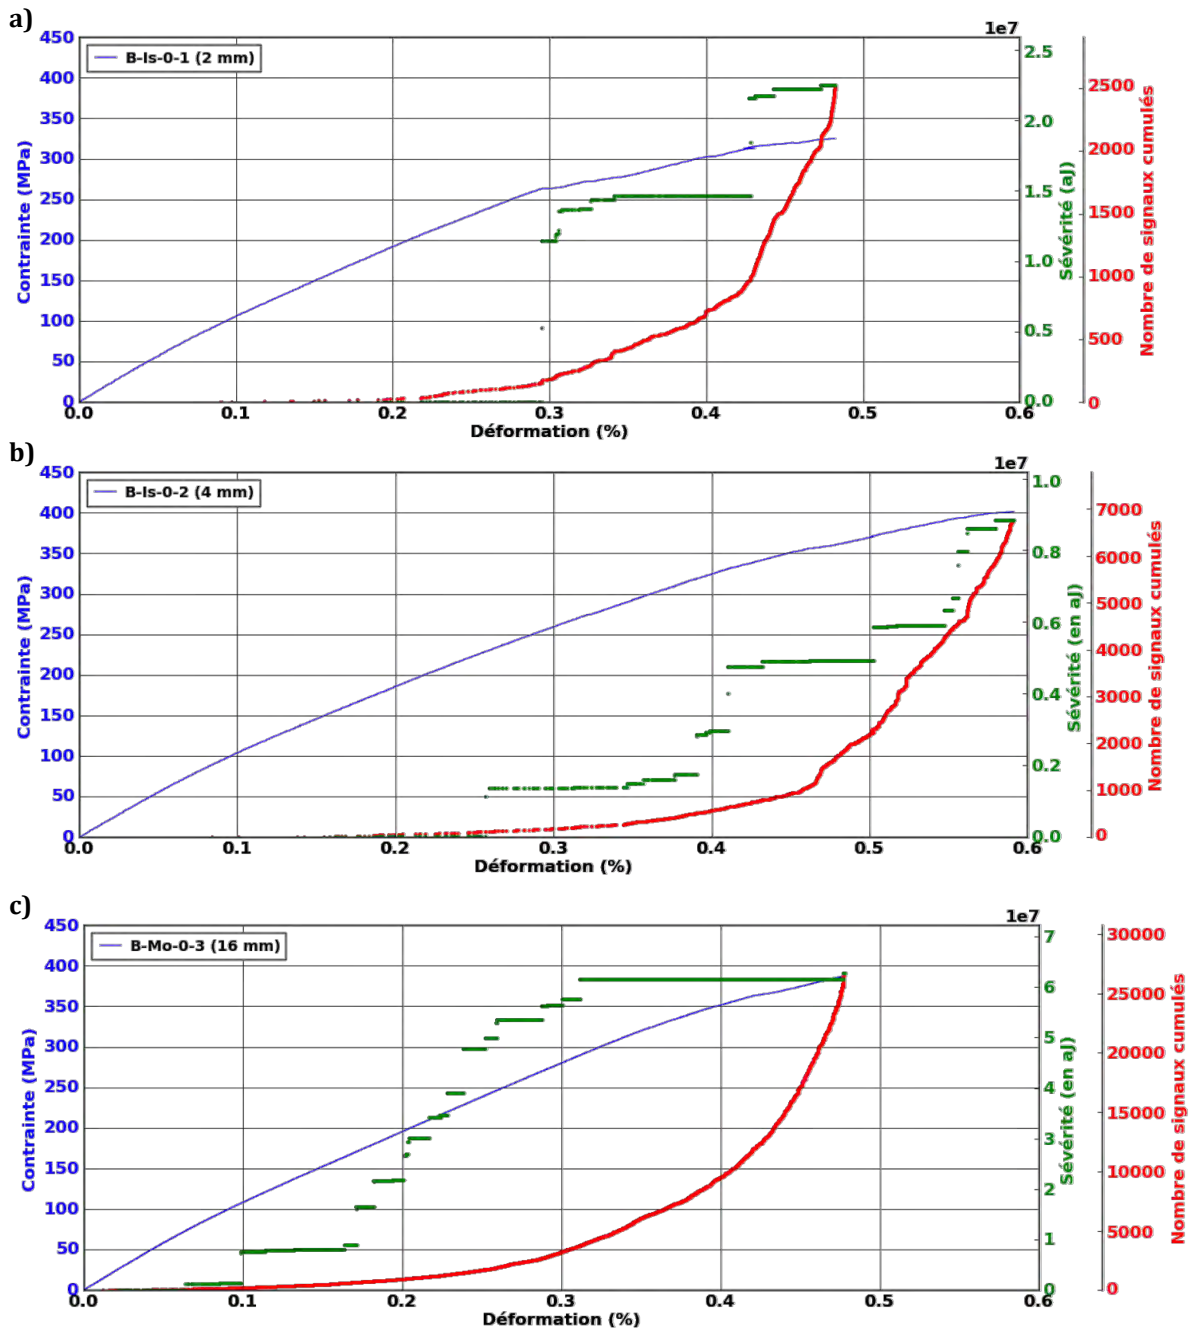 a)
1e7
B-Is-0-1 (2 mm)
Contrainte (MPa)
450
400
350
300
250
200
150
100
50
0
0.0 0.1 0.2 0.3 0.4 0.5 0.6
Déformation (%)
2.5
2.0
1.5
1.0
0.5
0.0
Sévérité (aJ)
2500
2000
1500
1000
500
0
Nombre de signaux cumulés
b)
1e7
B-Is-0-2 (4 mm)
Contrainte (MPa)
450
400
350
300
250
200
150
100
50
0
0.0 0.1 0.2 0.3 0.4 0.5 0.6
Déformation (%)
1.0
0.8
0.6
0.4
0.2
0.0
Sévérité (en aJ)
7000
6000
5000
4000
3000
2000
1000
0
Nombre de signaux cumulés
c)
1e7
B-Mo-0-3 (16 mm)
Contrainte (MPa)
450
400
350
300
250
200
150
100
50
0
0.0 0.1 0.2 0.3 0.4 0.5 0.6
Déformation (%)
7
6
5
4
3
2
1
0
Sévérité (en aJ)
30000
25000
20000
15000
10000
5000
0
Nombre de signaux cumulés